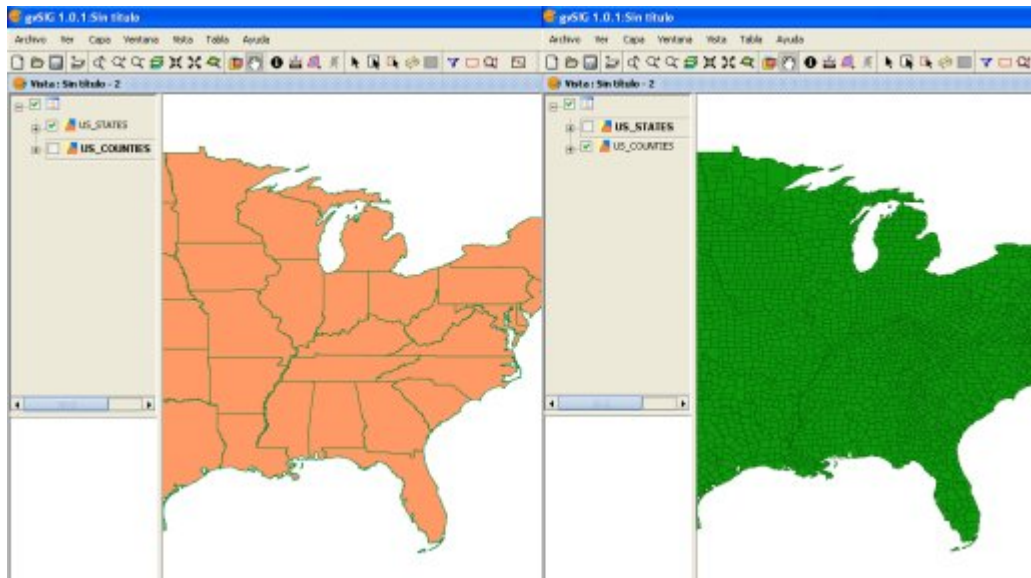 gvSIG 1.0.1:Sin título
Archivo Ver Capa Ventana Vista Tabla Ayuda
Vista: Sin título - 2
US_STATES
US_COUNTIES
gvSIG 1.0.1:Sin título
Archivo Ver Capa Ventana Vista Tabla Ayuda
Vista: Sin título - 2
US_STATES
US_COUNTIES